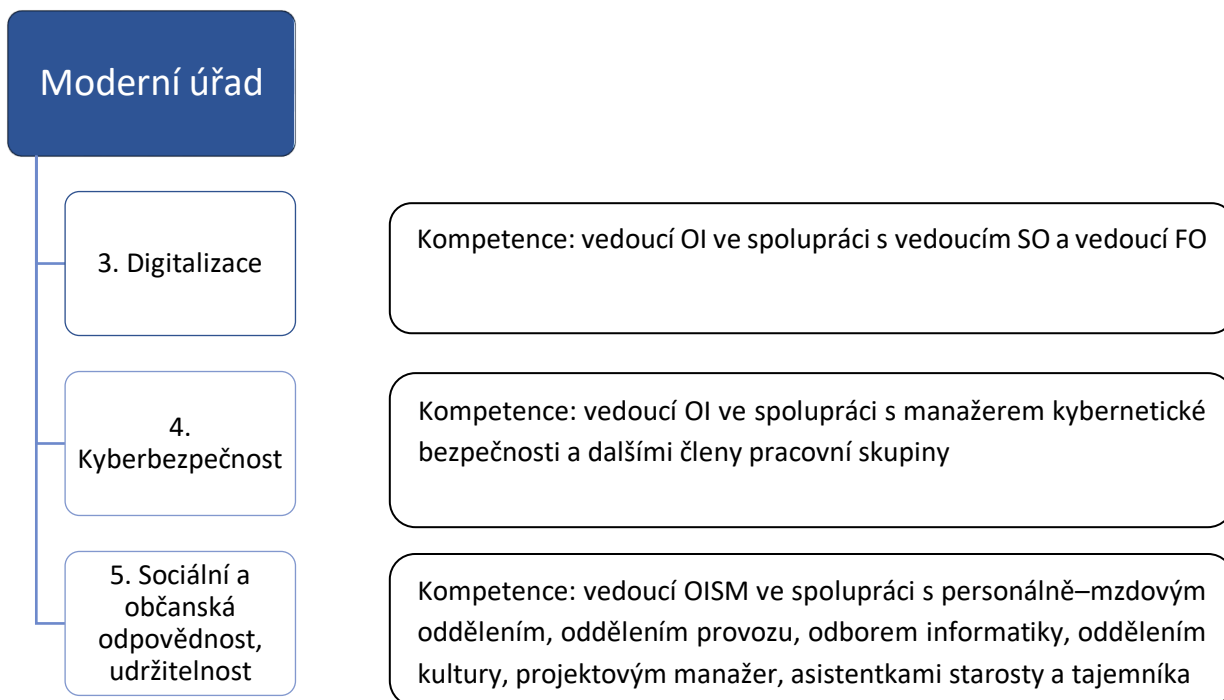 Moderní úřad
3. Digitalizace
Kompetence: vedoucí OI ve spolupráci s vedoucím SO a vedoucí FO
4.
Kyberbezpečnost
Kompetence: vedoucí OI ve spolupráci s manažerem kybernetické
bezpečnosti a dalšími členy pracovní skupiny
5. Sociální a
občanská
odpovědnost,
udržitelnost
Kompetence: vedoucí OISM ve spolupráci s personálně–mzdovým
oddělením, oddělením provozu, odborem informatiky, oddělením
kultury, projektovým manažer, asistentkami starosty a tajemníka